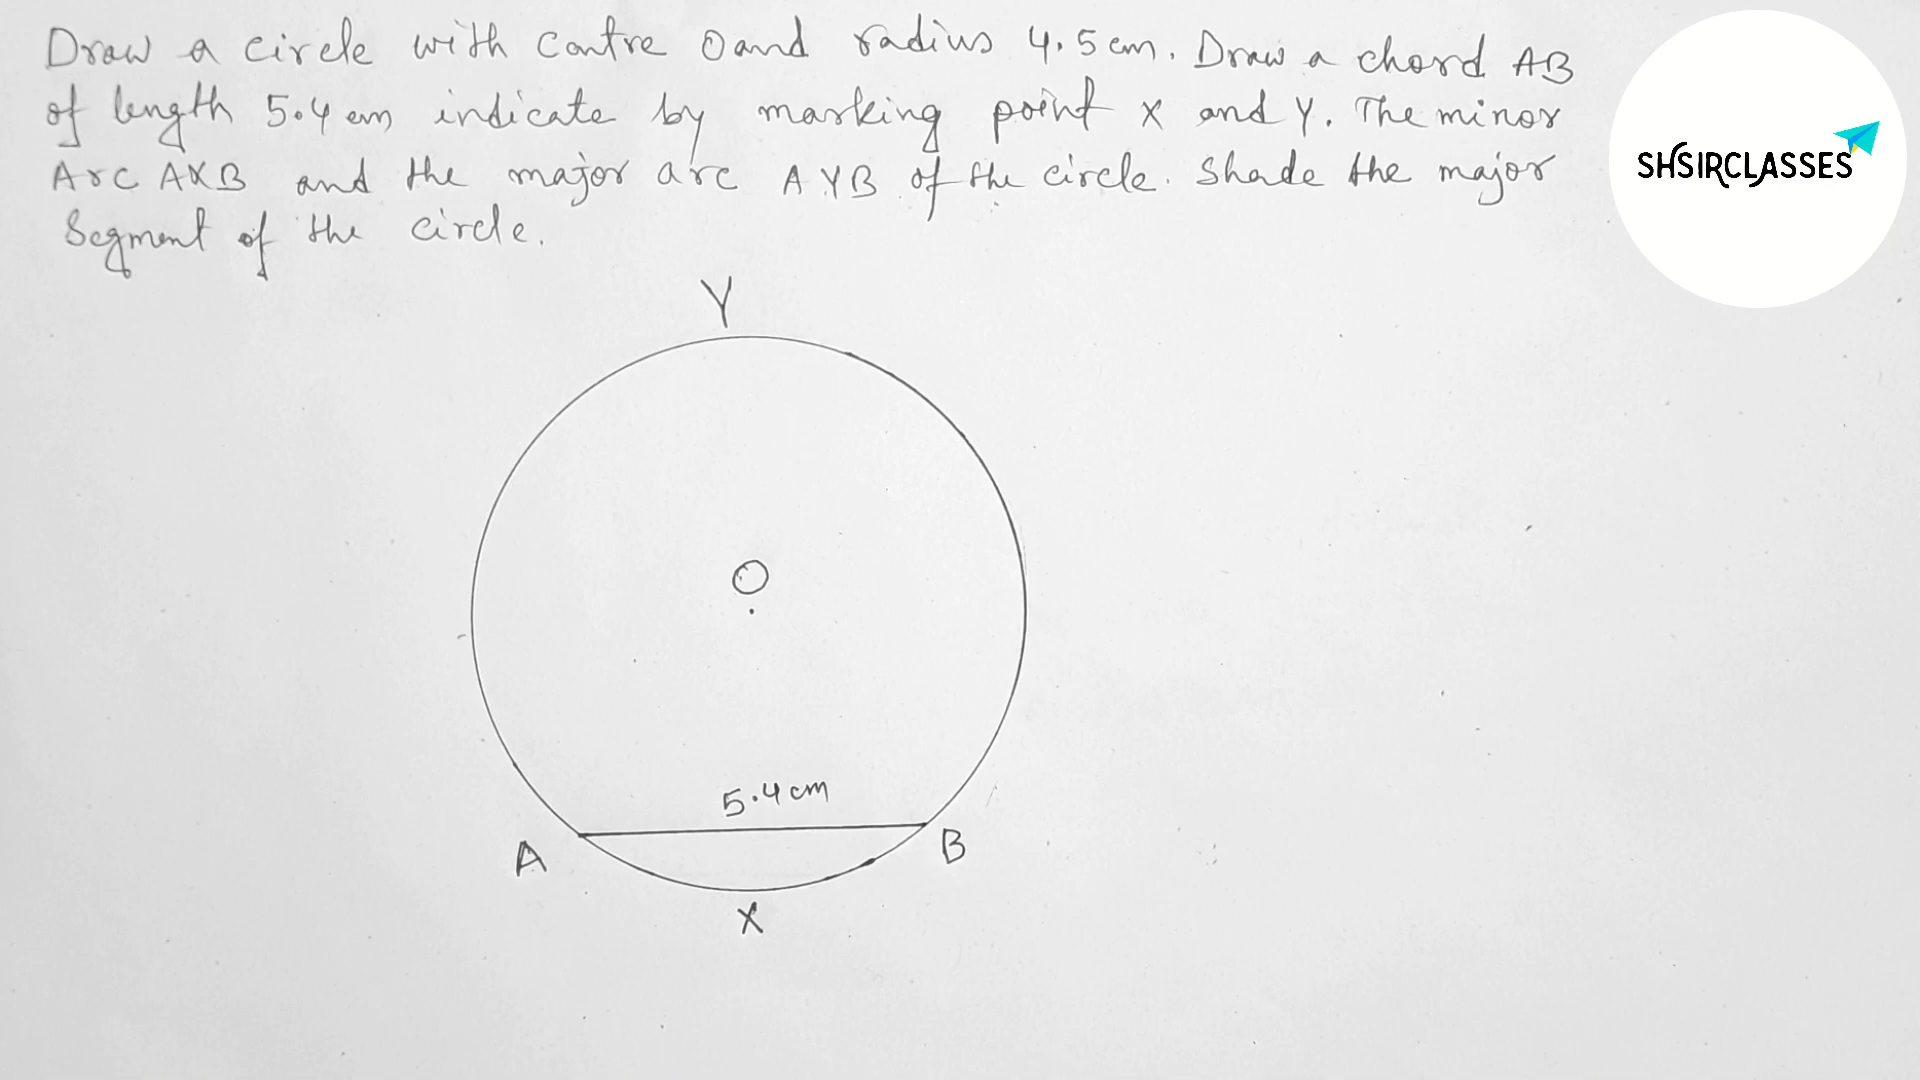 Draw a circle with centre O and radius 4.5 cm. Draw a chord AB
of length 5.4 cm indicate by marking point X and Y. The minor
Arc AXB and the major arc AYB of the circle. Shade the major
Segment of the circle.
SHSIRCLASSES
Y
O
5.4 cm
A
B
X